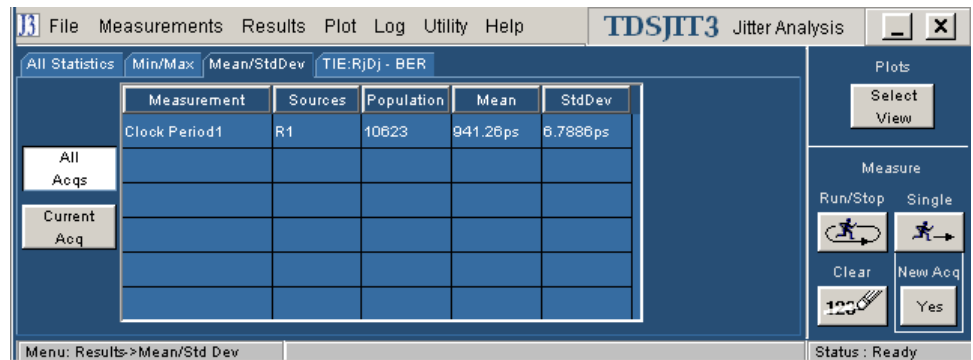 J3 File Measurements Results Plot Log Utility Help TDSJIT3 Jitter Analysis
All Statistics Min/Max Mean/StdDev TIE:RjDj - BER
Measurement Sources Population Mean StdDev
Clock Period1 R1 10623 941.26ps 6.7886ps
All
Acqs
Current
Acq
Plots
Select
View
Measure
Run/Stop Single
Clear New Acq
123 Yes
Menu: Results->Mean/Std Dev Status : Ready